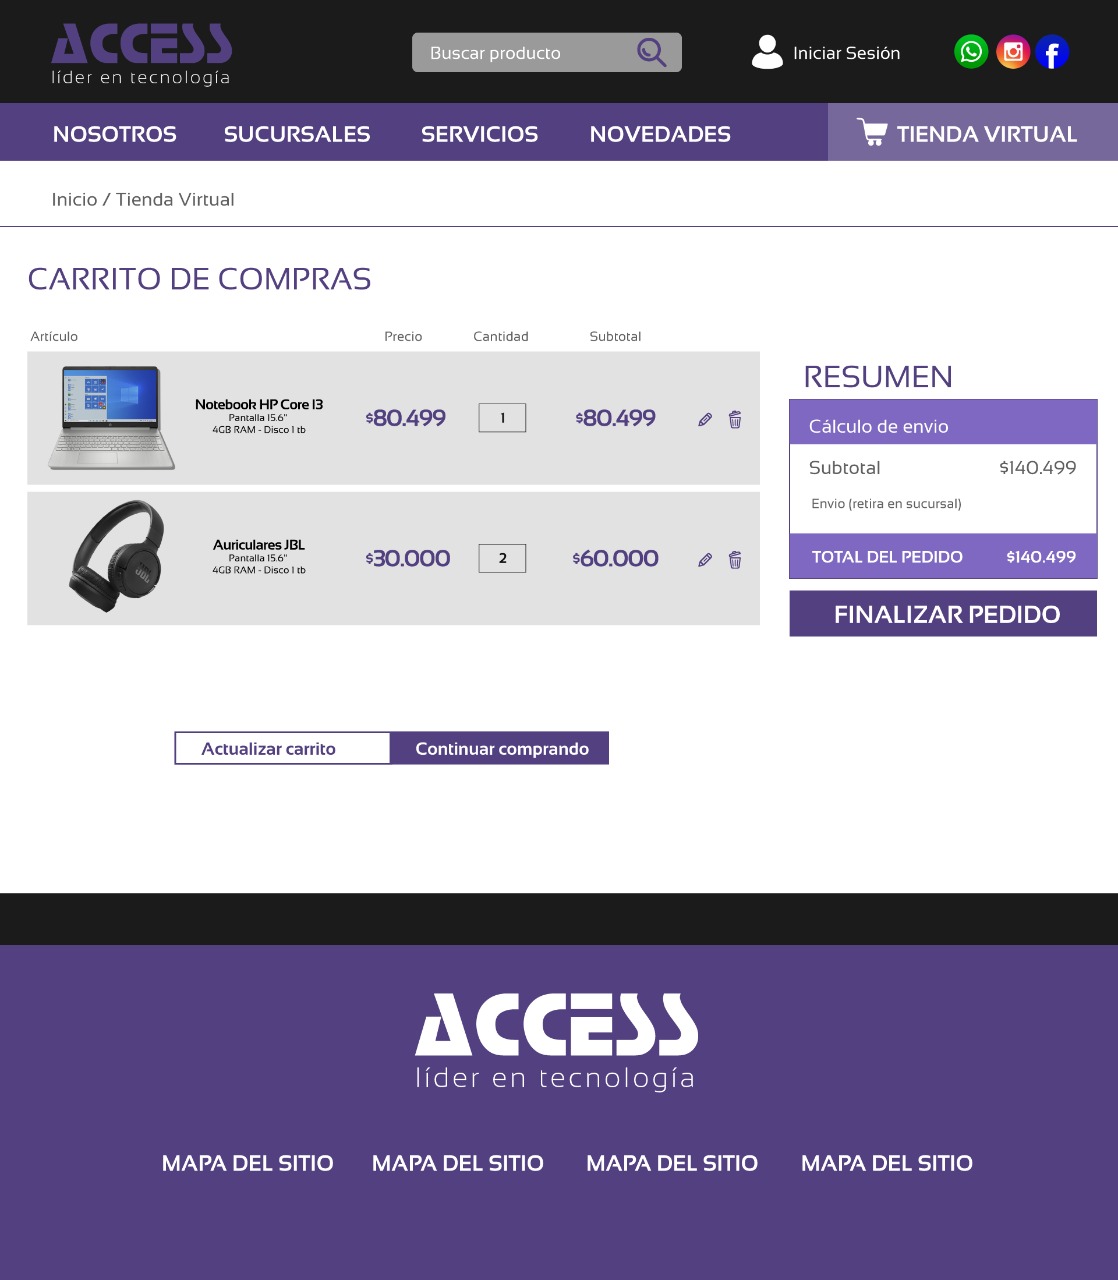 ACCESS
líder en tecnología
Buscar producto
Iniciar Sesión
NOSOTROS SUCURSALES SERVICIOS NOVEDADES TIENDA VIRTUAL
Inicio / Tienda Virtual
CARRITO DE COMPRAS
Artículo Precio Cantidad Subtotal
Notebook HP Core I3
Pantalla 15.6"
4GB RAM - Disco 1 tb
$80.499 1 $80.499
JBL
Auriculares JBL
Pantalla 15.6"
4GB RAM - Disco 1 tb
$30.000 2 $60.000
RESUMEN
Cálculo de envio
Subtotal $140.499
Envio (retira en sucursal)
TOTAL DEL PEDIDO $140.499
FINALIZAR PEDIDO
Actualizar carrito Continuar comprando
ACCESS
líder en tecnología
MAPA DEL SITIO MAPA DEL SITIO MAPA DEL SITIO MAPA DEL SITIO